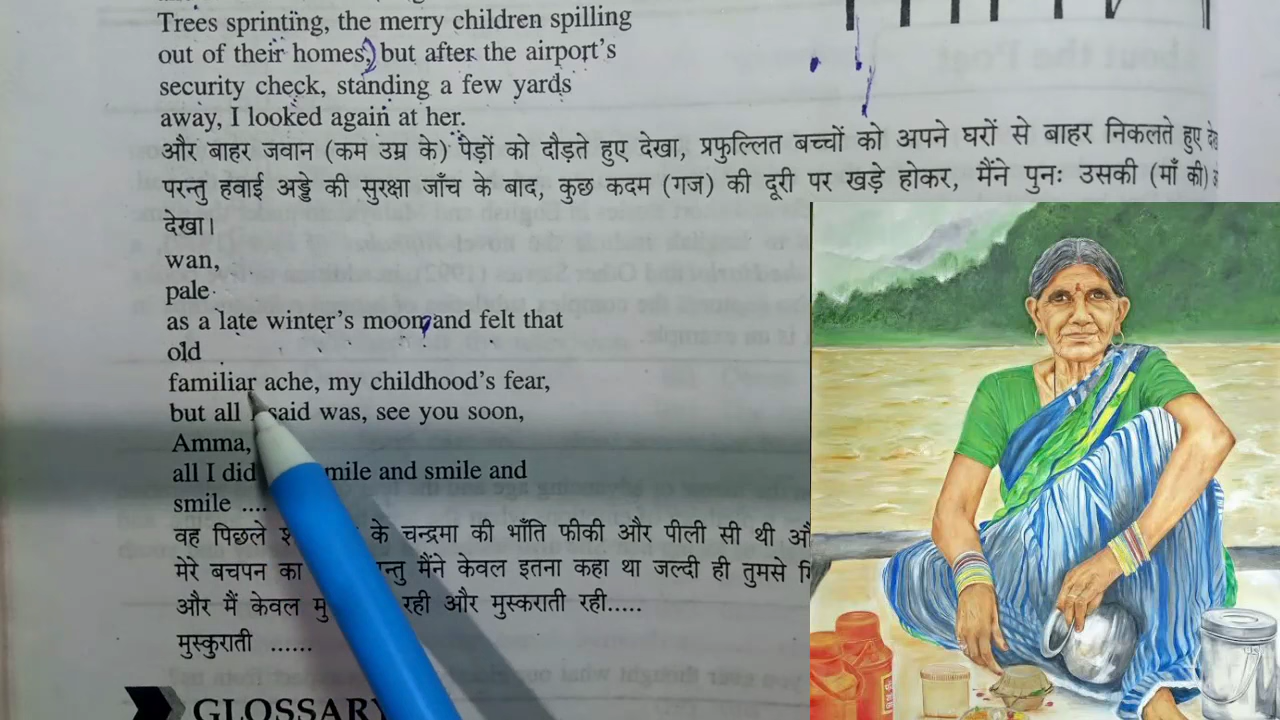 Trees sprinting, the merry children spilling
out of their homes, but after the airport's
security check, standing a few yards
away, I looked again at her.
और बाहर जवान (कम उम्र के) पेड़ों को दौड़ते हुए देखा, प्रफुल्लित बच्चों को अपने घरों से बाहर निकलते हुए
परन्तु हवाई अड्डे की सुरक्षा जाँच के बाद, कुछ कदम (गज) की दूरी पर खड़े होकर, मैंने पुनः उसकी (माँ की)
देखा।
wan,
pale
as a late winter's moon and felt that
old
familiar ache, my childhood's fear,
but all I said was, see you soon,
Amma,
all I did mile and smile and
smile ....
वह पिछले के चन्द्रमा की भाँति फीकी और पीली सी थी
मेरे बचपन का मैंने केवल इतना कहा था जल्दी ही तुमसे
और मैं केवल रही और मुस्कराती रही.....
मुस्कुराती ......
GLOSSARY